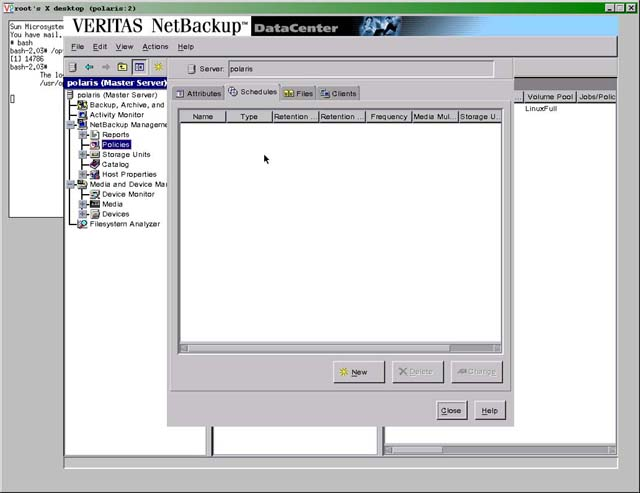 root's X desktop (polaris:2)
Sun Microsystem
You have mail.
# bash
bash-2.03# /op
[1] 14786
The lo
/usr/o
bash-2.03#
VERITAS NetBackup™ DataCenter
File Edit View Actions Help
Server: polaris
polaris (Master Server)
polaris (Master Server)
Backup, Archive, and
Activity Monitor
NetBackup Manageme
Reports
Policies
Storage Units
Catalog
Host Properties
Media and Device Mar
Device Monitor
Media
Devices
Filesystem Analyzer
Attributes Schedules Files Clients
Name Type Retention ... Retention ... Frequency Media Mul... Storage U...
Volume Pool Jobs/Polic
LinuxFull
New Delete Change
Close Help